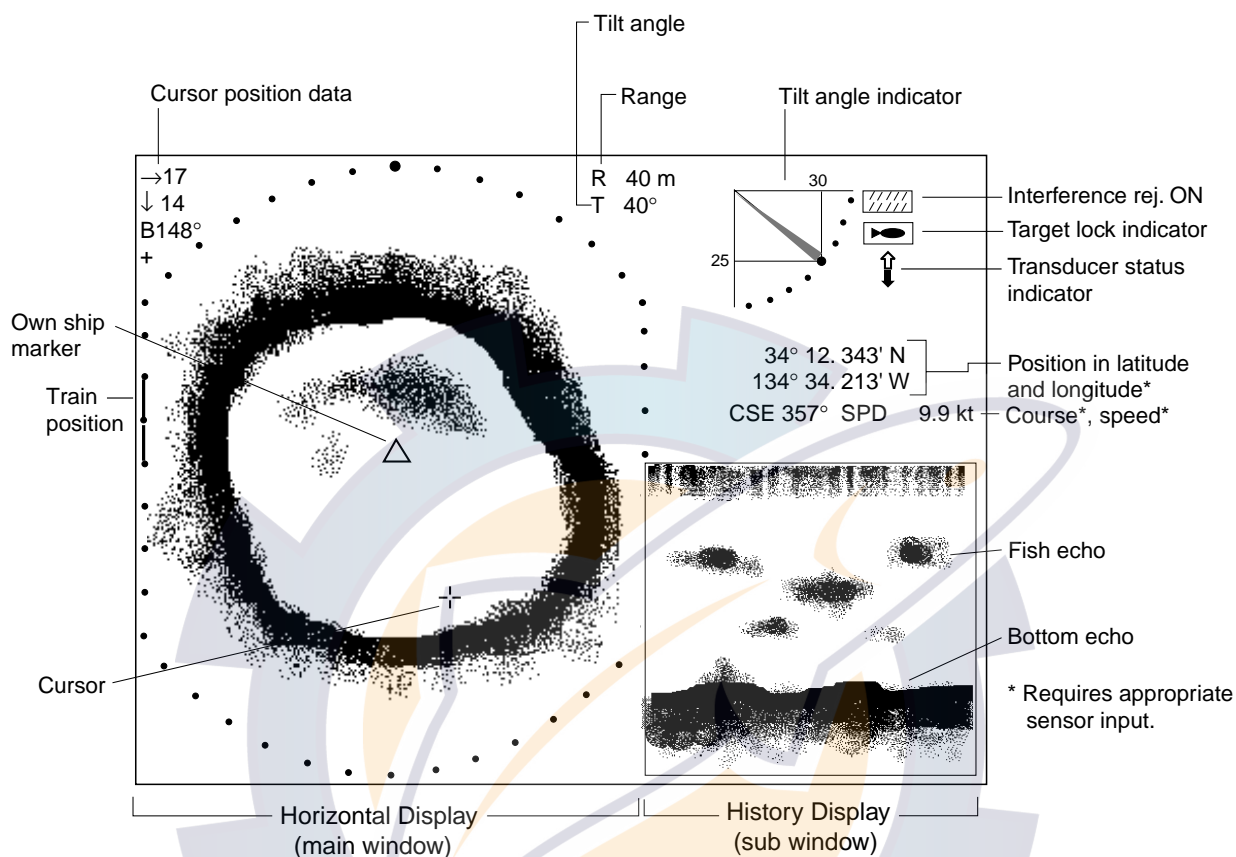 Tilt angle
Cursor position data
Range
Tilt angle indicator
→17
↓ 14
B148°
+
R 40 m
T 40°
30
25
Interference rej. ON
Target lock indicator
Transducer status
indicator
Own ship
marker
Train
position
34° 12. 343' N
134° 34. 213' W
Position in latitude
and longitude*
CSE 357° SPD 9.9 kt
Course*, speed*
Fish echo
Bottom echo
Cursor
* Requires appropriate
sensor input.
Horizontal Display
(main window)
History Display
(sub window)